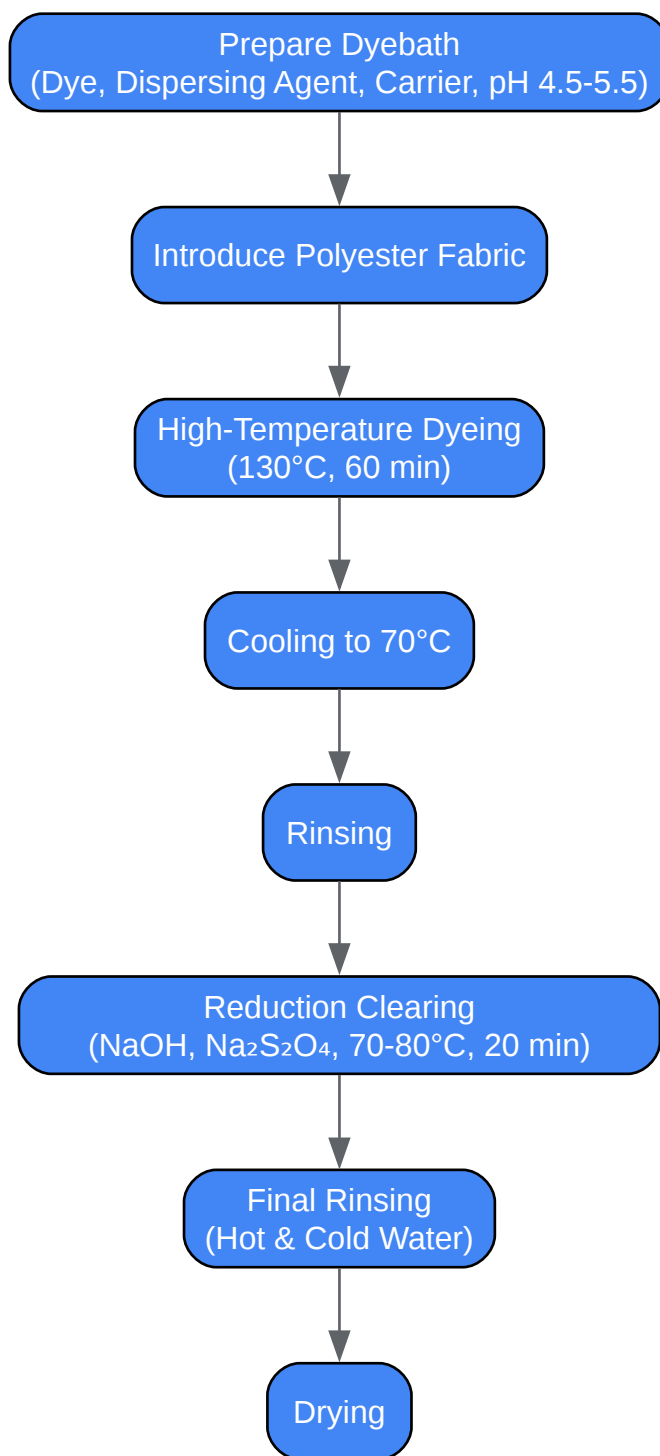 Prepare Dyebath
(Dye, Dispersing Agent, Carrier, pH 4.5-5.5)
Introduce Polyester Fabric
High-Temperature Dyeing
(130°C, 60 min)
Cooling to 70°C
Rinsing
Reduction Clearing
(NaOH, Na₂S₂O₄, 70-80°C, 20 min)
Final Rinsing
(Hot & Cold Water)
Drying